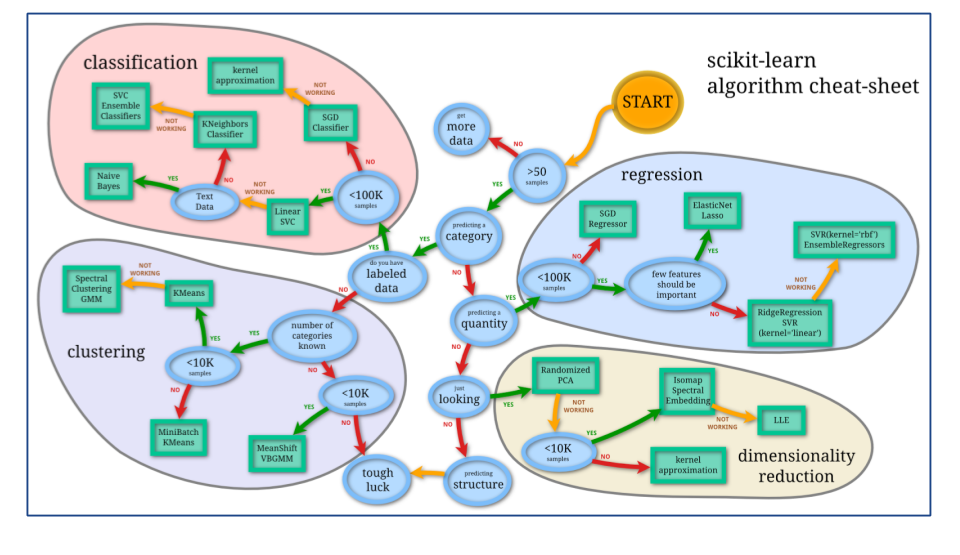 scikit-learn
algorithm cheat-sheet
START
get
more
data
NO
>50
samples
YES
predicting a
category
YES
NO
do you have
labeled
data
YES
NO
predicting a
quantity
YES
NO
just
looking
YES
NO
predicting
structure
tough
luck
classification
kernel
approximation
NOT
WORKING
SVC
Ensemble
Classifiers
NOT
WORKING
KNeighbors
Classifier
SGD
Classifier
NO
Naive
Bayes
YES
NO
Text
Data
NOT
WORKING
Linear
SVC
YES
<100K
samples
regression
SGD
Regressor
NO
ElasticNet
Lasso
YES
SVR(kernel='rbf')
EnsembleRegressors
NOT
WORKING
<100K
samples
YES
few features
should be
important
NO
RidgeRegression
SVR
(kernel='linear')
clustering
Spectral
Clustering
GMM
NOT
WORKING
KMeans
YES
number of
categories
known
YES
NO
<10K
samples
NO
MiniBatch
KMeans
<10K
samples
YES
NO
MeanShift
VBGMM
dimensionality
reduction
Randomized
PCA
NOT
WORKING
<10K
samples
YES
NO
Isomap
Spectral
Embedding
NOT
WORKING
LLE
kernel
approximation